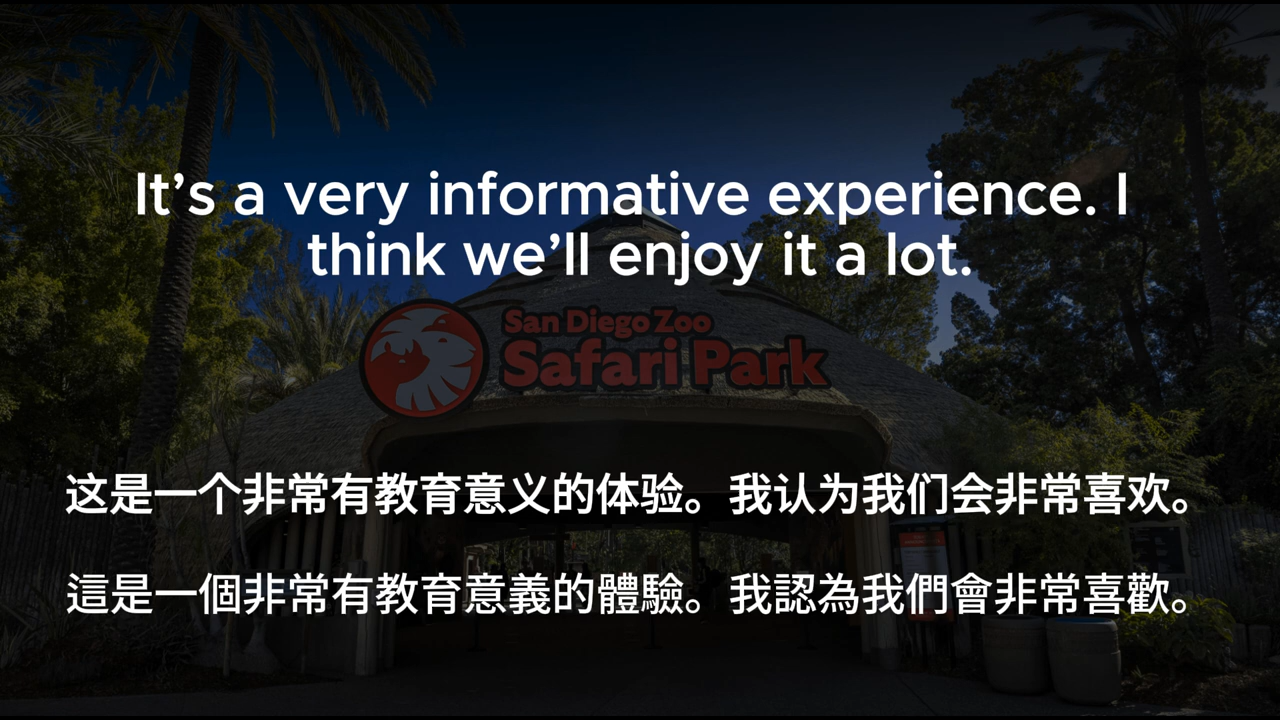 It’s a very informative experience. I
think we’ll enjoy it a lot.
San Diego Zoo
Safari Park
这是一个非常有教育意义的体验。我认为我们会非常喜欢。
這是一個非常有教育意義的體驗。我認為我們會非常喜歡。